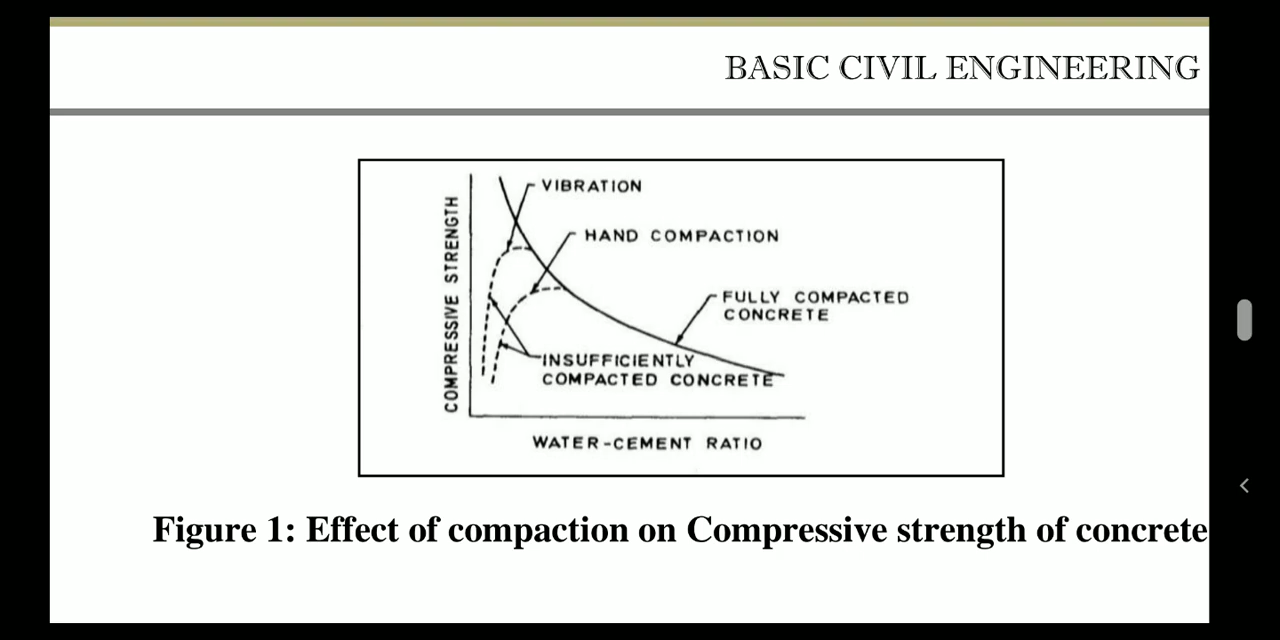 BASIC CIVIL ENGINEERING
VIBRATION
HAND COMPACTION
FULLY COMPACTED
CONCRETE
INSUFFICIENTLY
COMPACTED CONCRETE
COMPRESSIVE STRENGTH
WATER-CEMENT RATIO
Figure 1: Effect of compaction on Compressive strength of concrete